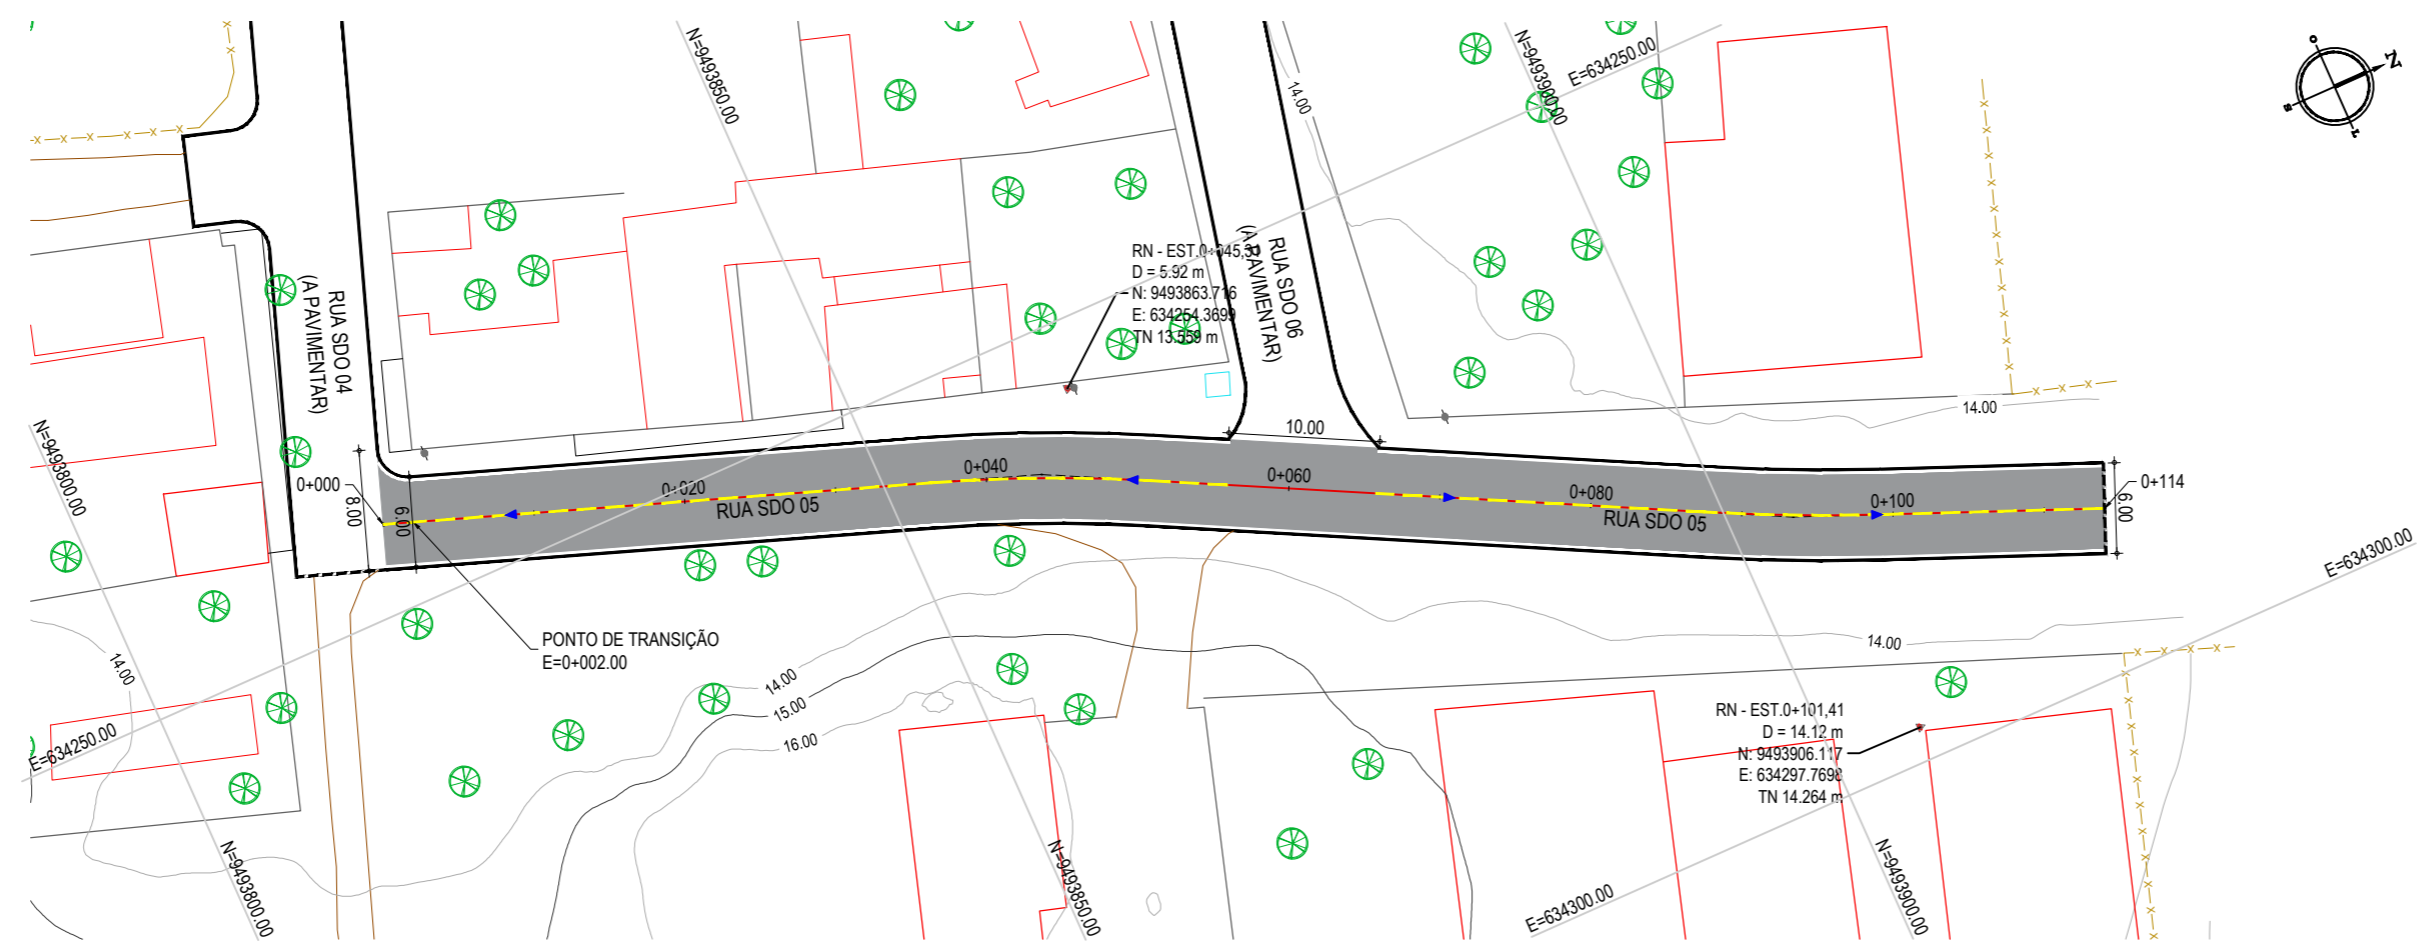 N=9493850.00
N=9493900.00
E=634250.00
14.00
O
N
S
L
RN - EST.0+045,3
D = 5.92 m
N: 9493863.716
E: 634254.3699
TN 13.559 m
RUA SDO 06
(A PAVIMENTAR)
RUA SDO 04
(A PAVIMENTAR)
N=9493800.00
14.00
10.00
0+000
8.00
6.00
0+020
RUA SDO 05
0+040
0+060
0+080
RUA SDO 05
0+100
6.00
0+114
E=634300.00
PONTO DE TRANSIÇÃO
E=0+002.00
14.00
14.00
15.00
16.00
14.00
E=634250.00
RN - EST.0+101,41
D = 14.12 m
N: 9493906.117
E: 634297.7698
TN 14.264 m
N=9493800.00
N=9493850.00
N=9493900.00
E=634300.00